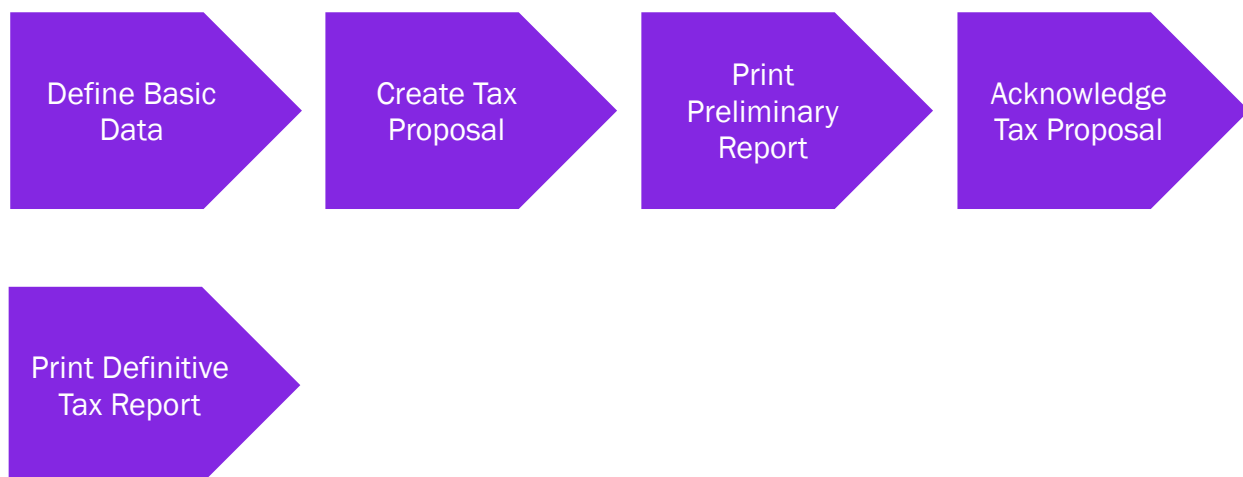 Define Basic
Data
Create Tax
Proposal
Print
Preliminary
Report
Acknowledge
Tax Proposal
Print Definitive
Tax Report